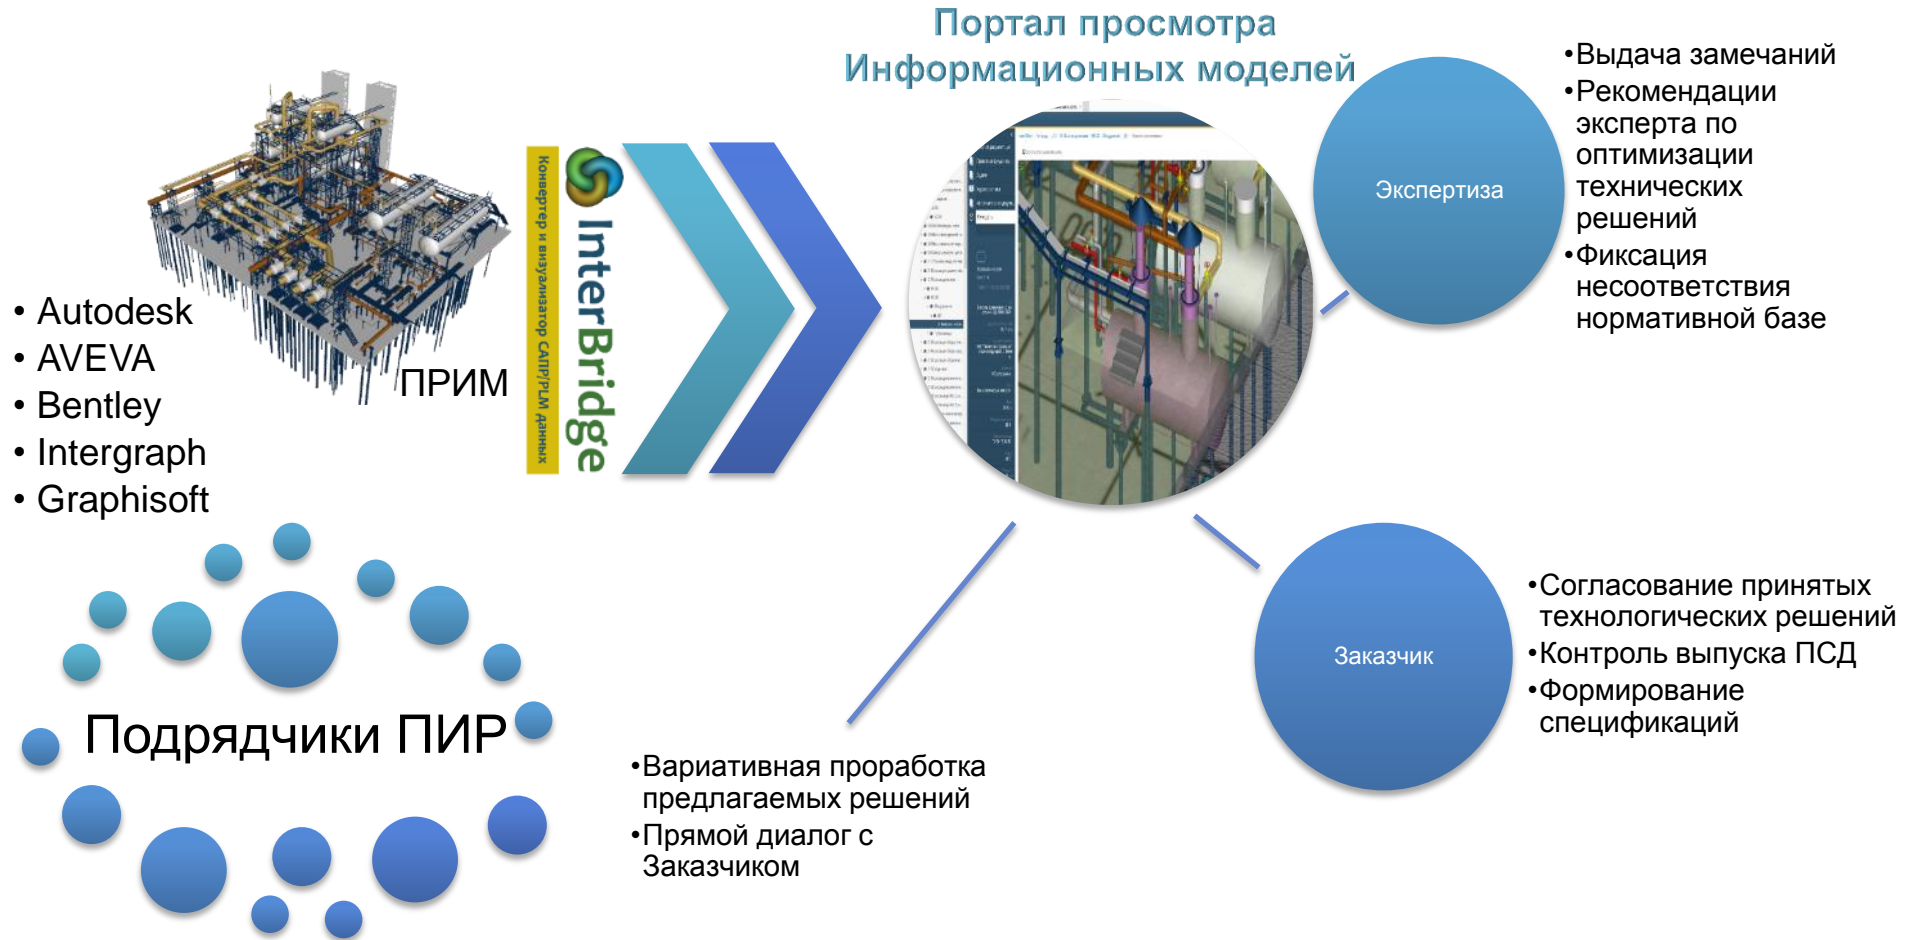 Портал просмотра
Информационных моделей
• Autodesk
• AVEVA
• Bentley
• Intergraph
• Graphisoft
ПРИМ
Конвертер и визуализатор САПР/PLM данных
InterBridge
Экспертиза
•Выдача замечаний
•Рекомендации
эксперта по
оптимизации
технических
решений
•Фиксация
несоответствия
нормативной базе
Подрядчики ПИР
•Вариативная проработка
предлагаемых решений
•Прямой диалог с
Заказчиком
Заказчик
•Согласование принятых
технологических решений
•Контроль выпуска ПСД
•Формирование
спецификаций